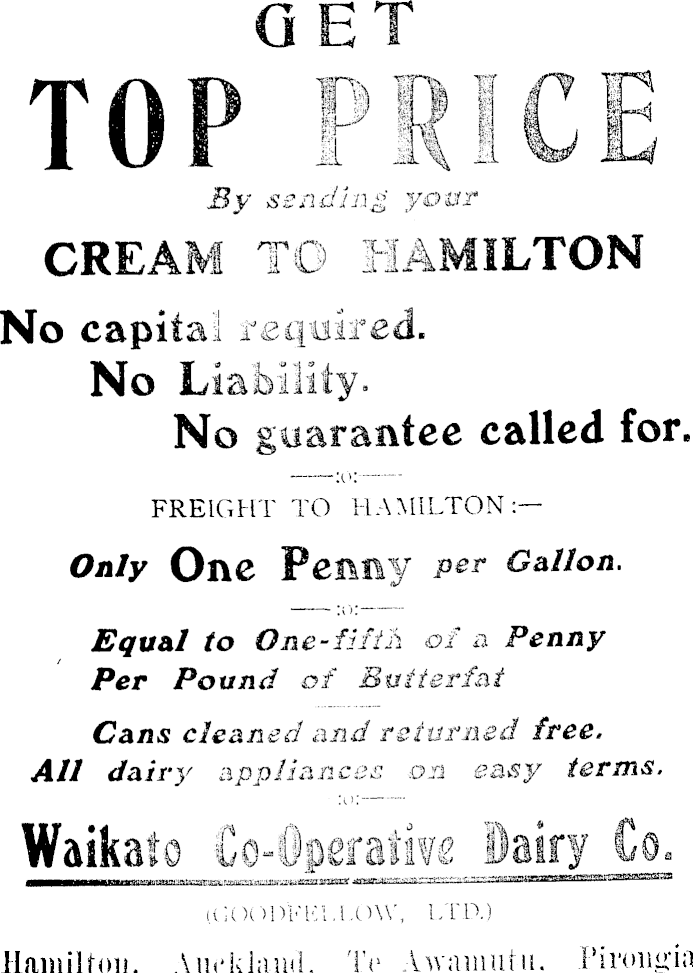 GET
TOP PRICE
By sending your
CREAM TO HAMILTON
No capital required.
No Liability.
No guarantee called for.
:o:
FREIGHT TO HAMILTON:—
Only One Penny per Gallon.
:o:
Equal to One-fifth of a Penny
Per Pound of Butterfat
Cans cleaned and returned free.
All dairy appliances on easy terms.
:o:
Waikato Co-Operative Dairy Co.
(GOODFELLOW, LTD.)
Hamilton. Auckland. Te Awamutu. Pirongia